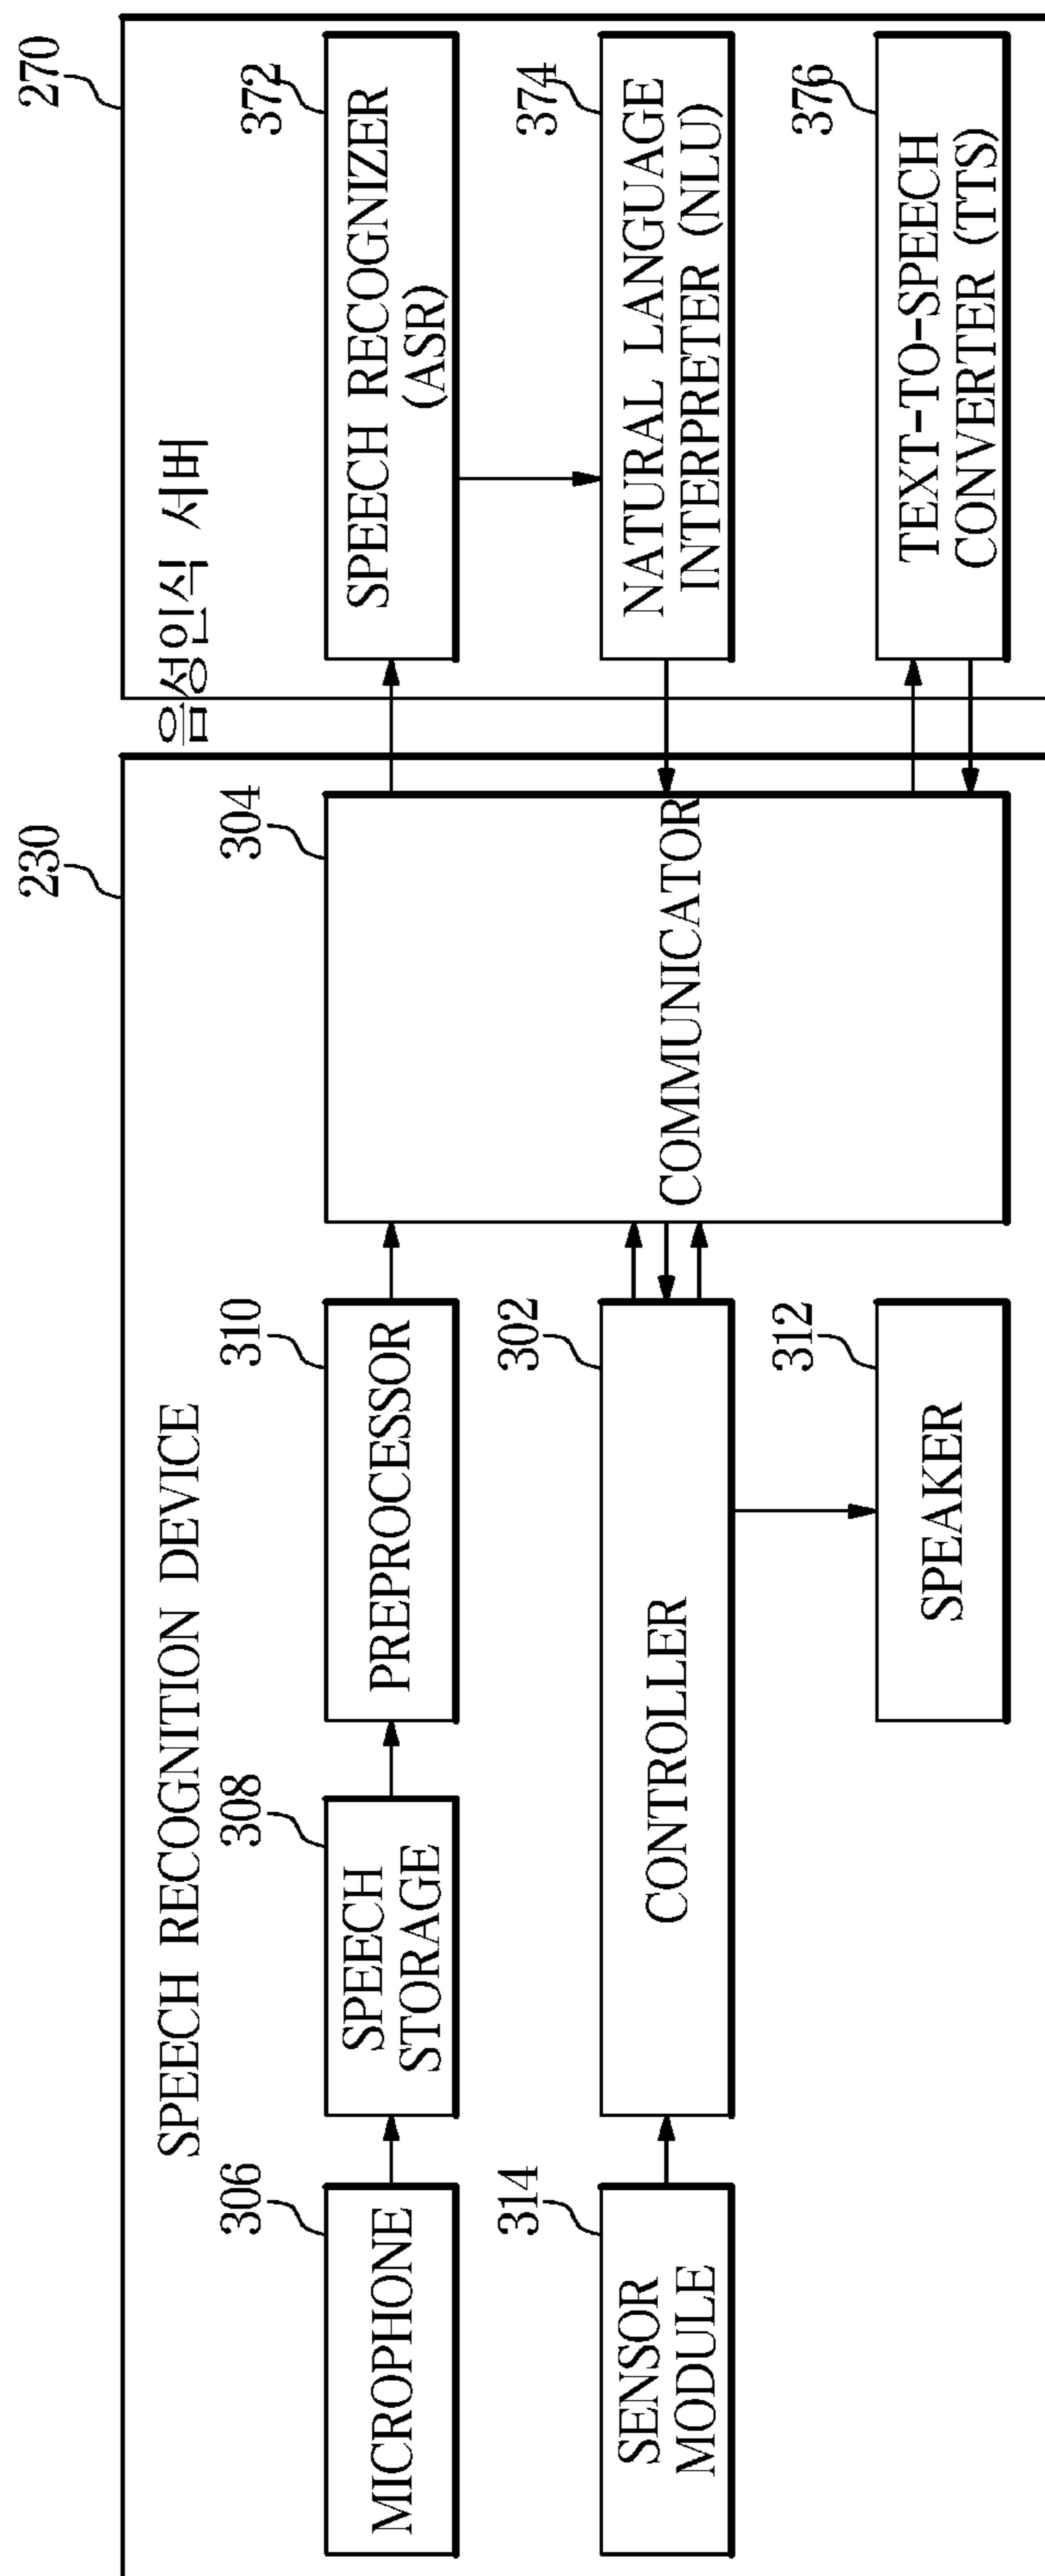 230
270
SPEECH RECOGNITION DEVICE
음성인식 서버
306
MICROPHONE
308
SPEECH
STORAGE
310
PREPROCESSOR
304
COMMUNICATOR
372
SPEECH RECOGNIZER
(ASR)
314
SENSOR
MODULE
302
CONTROLLER
374
NATURAL LANGUAGE
INTERPRETER (NLU)
312
SPEAKER
376
TEXT-TO-SPEECH
CONVERTER (TTS)